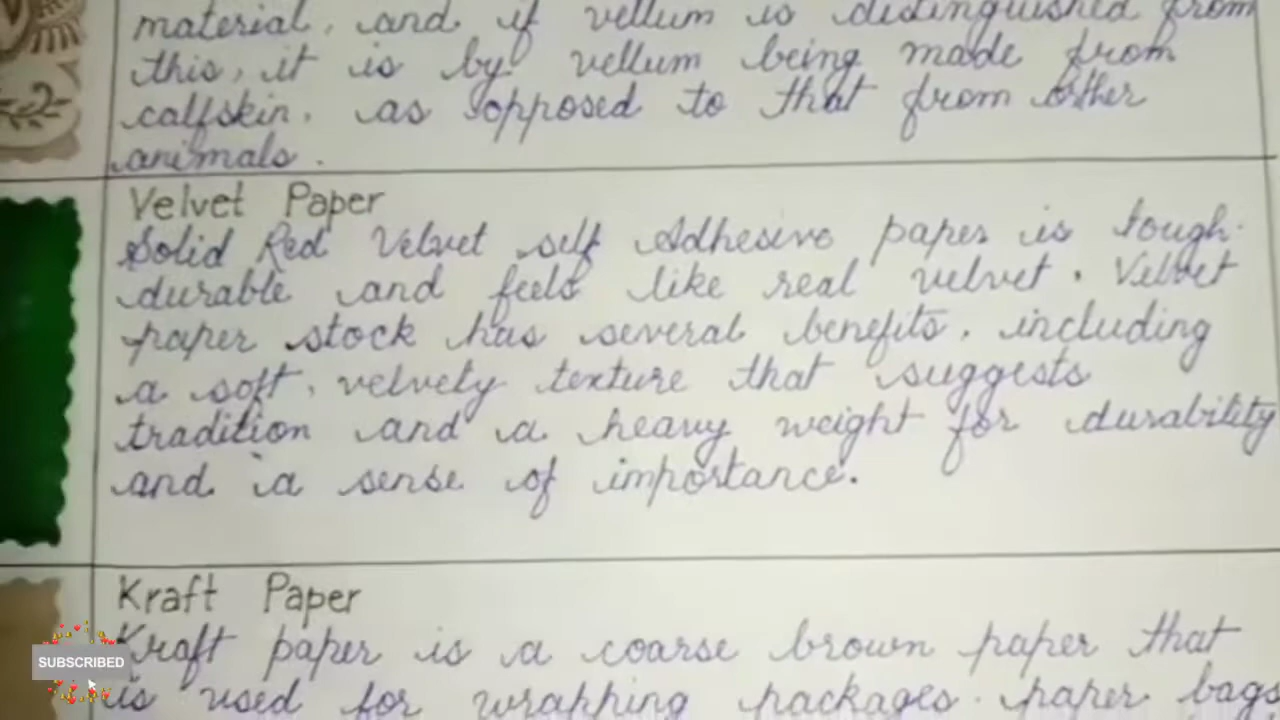 material, and if vellum is distinguished from
this, it is by vellum being made from
calfskin, as opposed to that from other
animals.
Velvet Paper
Solid Red Velvet self Adhesive paper is tough.
durable and feels like real velvet. Velvet
paper stock has several benefits, including
a soft, velvety texture that suggests
tradition and a heavy weight for durability
and a sense of importance.
Kraft Paper
Kraft paper is a coarse brown paper that
is used for wrapping packages. paper bags
SUBSCRIBED